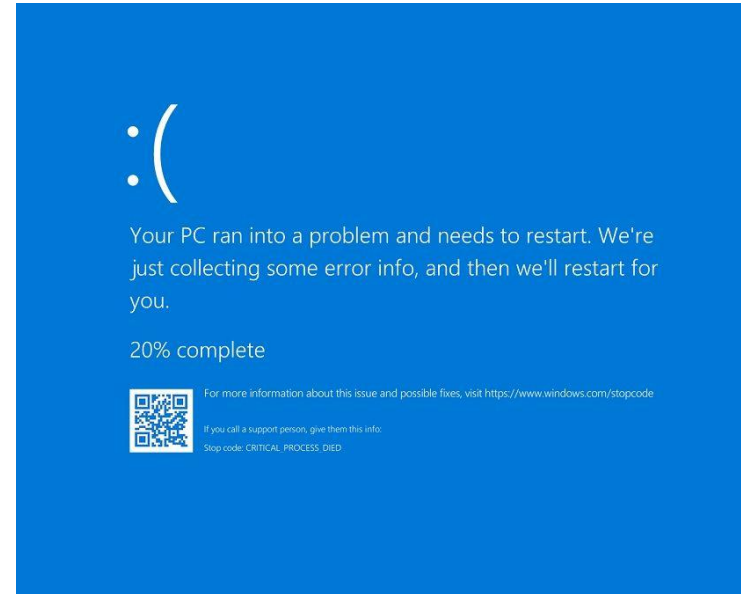 :(
Your PC ran into a problem and needs to restart. We're
just collecting some error info, and then we'll restart for
you.
20% complete
For more information about this issue and possible fixes, visit https://www.windows.com/stopcode
If you call a support person, give them this info:
Stop code: CRITICAL_PROCESS_DIED